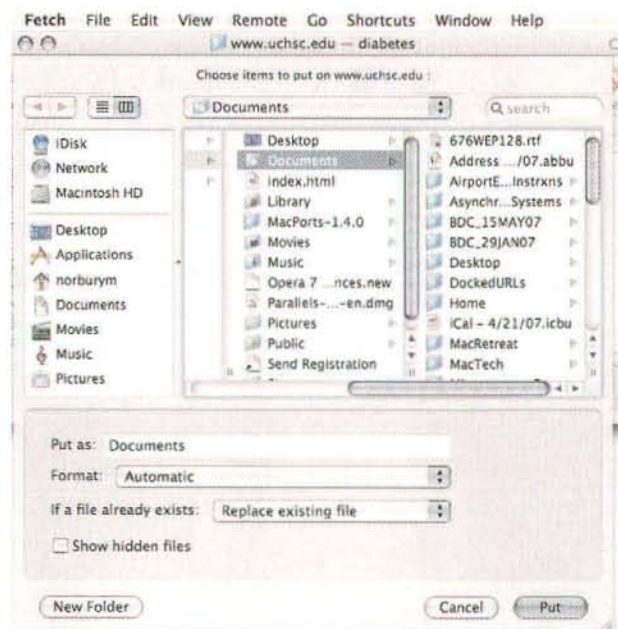 Fetch File Edit View Remote Go Shortcuts Window Help
www.uchsc.edu — diabetes
Choose items to put on www.uchsc.edu :
Documents
search
iDisk
Network
Macintosh HD
Desktop
Applications
norburym
Documents
Movies
Music
Pictures
Desktop
Documents
index.html
Library
MacPorts-1.4.0
Movies
Music
Opera 7 ...nces.new
Parallels-...-en.dmg
Pictures
Public
Send Registration
676WEP128.rtf
Address .../07.abbu
AirportE...Instrxns
Asynchr...Systems
BDC_15MAY07
BDC_29JAN07
Desktop
DockedURLs
Home
iCal - 4/21/07.icbu
MacRetreat
MacTech
Put as: Documents
Format: Automatic
If a file already exists: Replace existing file
Show hidden files
New Folder
Cancel
Put